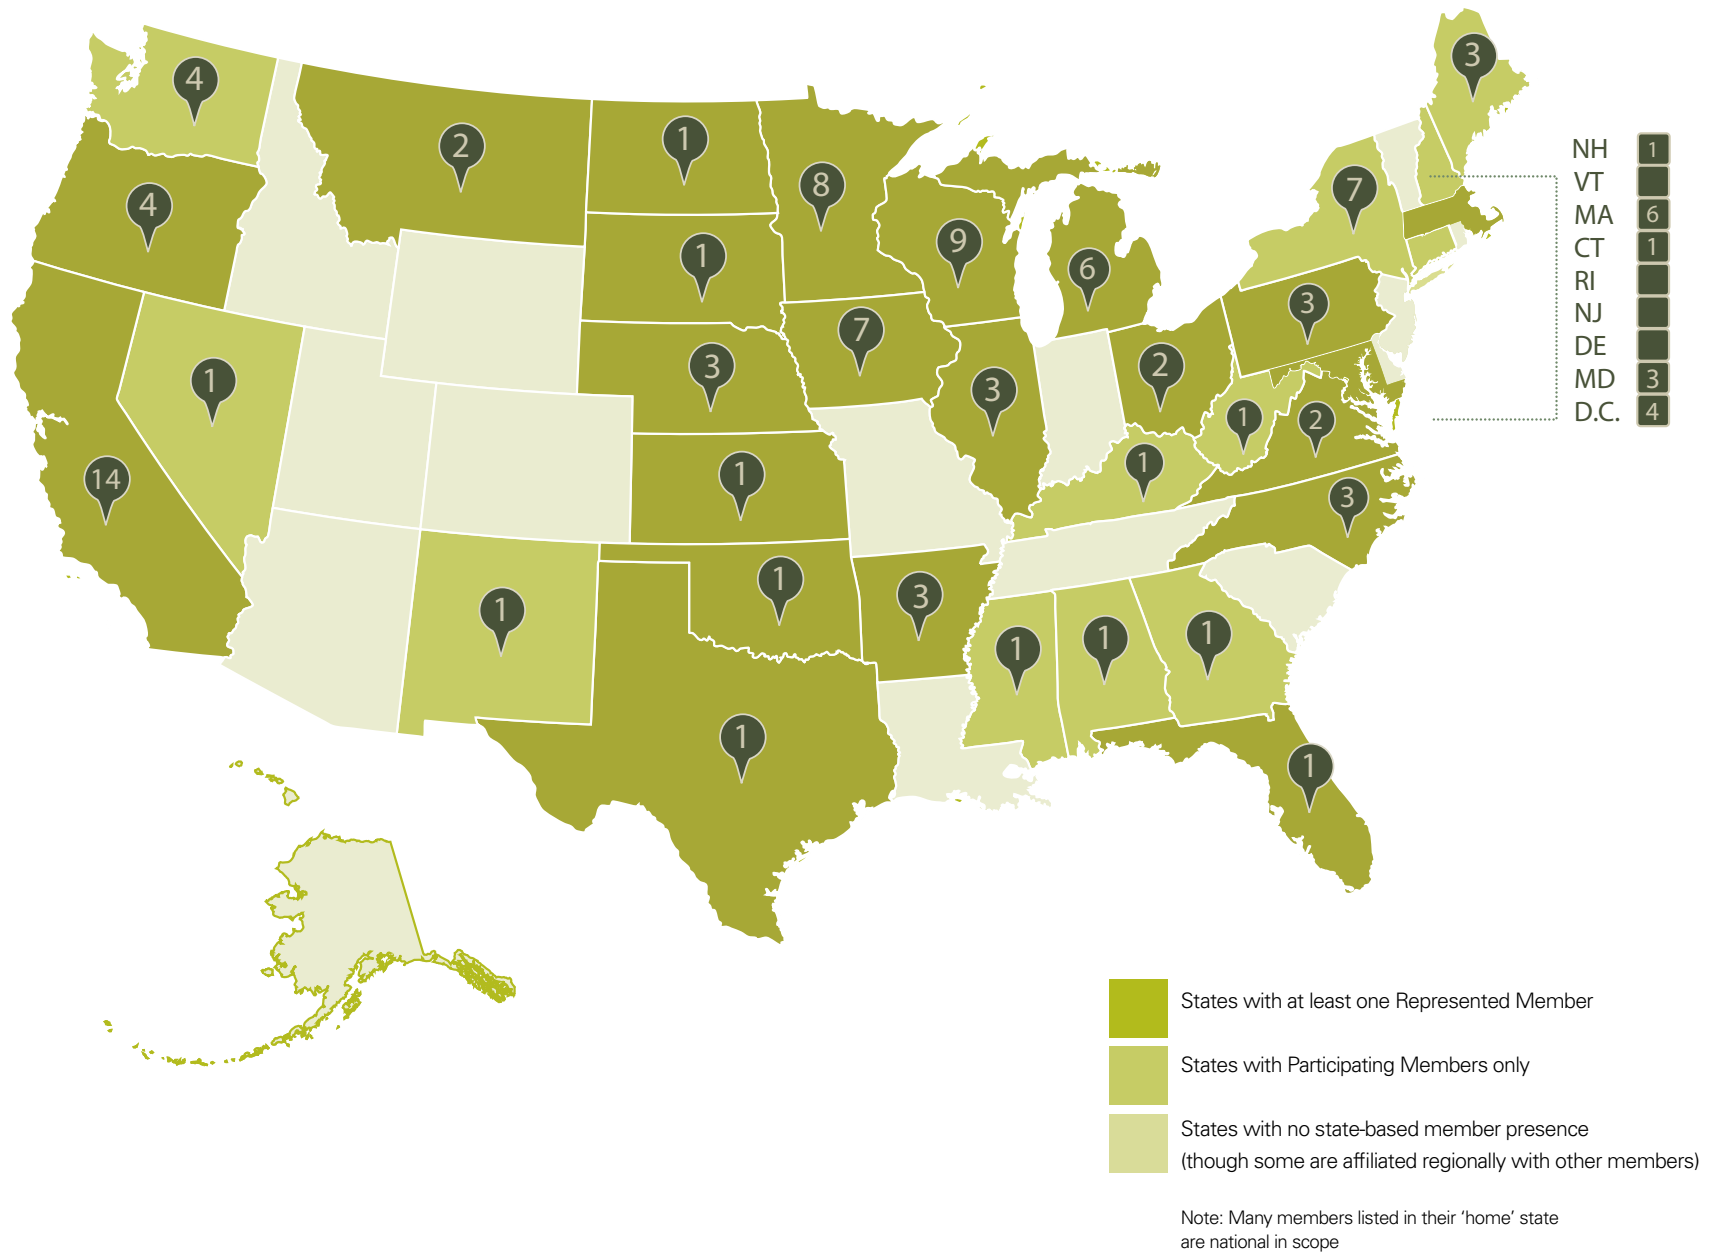 3
4
1
2
8
7
4
9
1
6
3
7
3
2
1
3
1
2
1
1
14
1
3
1
3
1
1
1
1
1
1
1
NH 1
VT
MA 6
CT 1
RI
NJ
DE
MD 3
D.C. 4
States with at least one Represented Member
States with Participating Members only
States with no state-based member presence
(though some are affiliated regionally with other members)
Note: Many members listed in their ‘home’ state
are national in scope